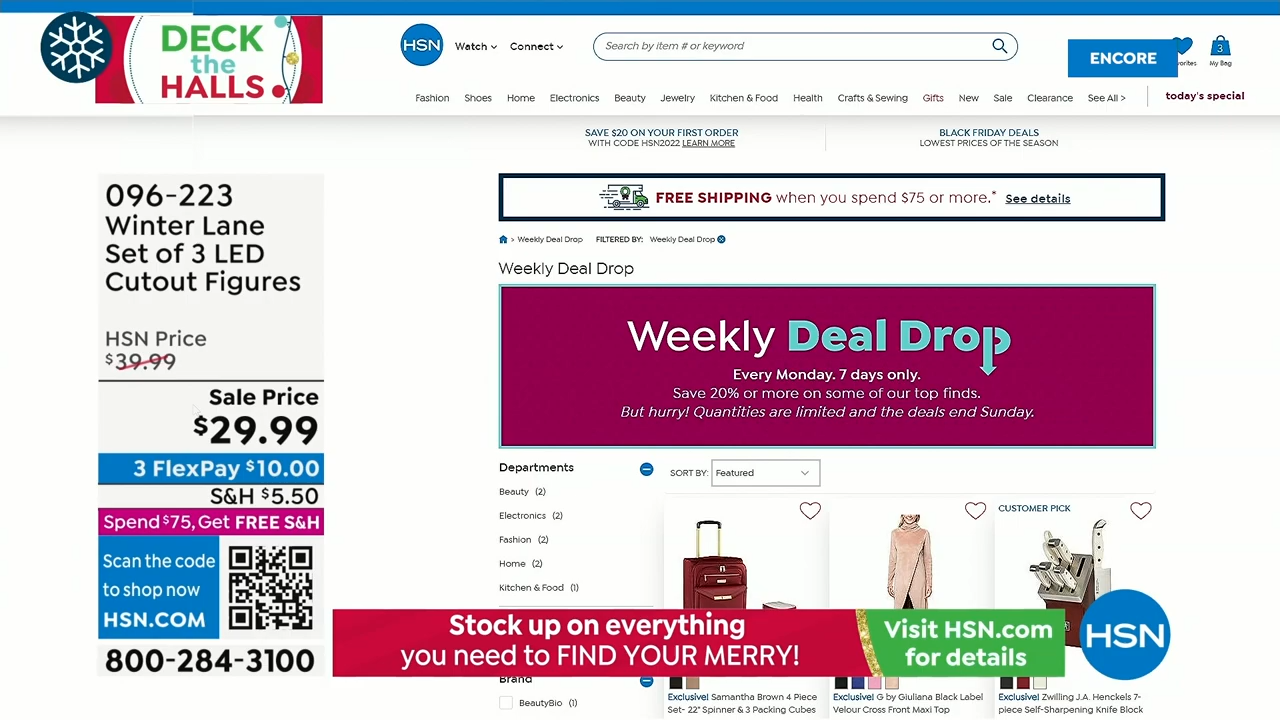 DECK
the
HALLS
HSN
Watch
Connect
Search by item # or keyword
ENCORE
3
My Bag
Fashion
Shoes
Home
Electronics
Beauty
Jewelry
Kitchen & Food
Health
Crafts & Sewing
Gifts
New
Sale
Clearance
See All >
today's special
SAVE $20 ON YOUR FIRST ORDER
WITH CODE HSN2022 LEARN MORE
BLACK FRIDAY DEALS
LOWEST PRICES OF THE SEASON
096-223
Winter Lane
Set of 3 LED
Cutout Figures
HSN Price
$39.99
Sale Price
$29.99
3 FlexPay $10.00
S&H $5.50
Spend $75, Get FREE S&H
Scan the code
to shop now
HSN.COM
800-284-3100
FREE SHIPPING when you spend $75 or more.* See details
> Weekly Deal Drop FILTERED BY: Weekly Deal Drop
Weekly Deal Drop
Weekly Deal Drop
Every Monday. 7 days only.
Save 20% or more on some of our top finds.
But hurry! Quantities are limited and the deals end Sunday.
Departments
Beauty (2)
Electronics (2)
Fashion (2)
Home (2)
Kitchen & Food (1)
SORT BY: Featured
CUSTOMER PICK
Stock up on everything
you need to FIND YOUR MERRY!
Visit HSN.com
for details
HSN
Brand
BeautyBio (1)
Exclusive! Samantha Brown 4 Piece
Set- 22" Spinner & 3 Packing Cubes
Exclusive! G by Giuliana Black Label
Velour Cross Front Maxi Top
Exclusive! Zwilling J.A. Henckels 7-
piece Self-Sharpening Knife Block